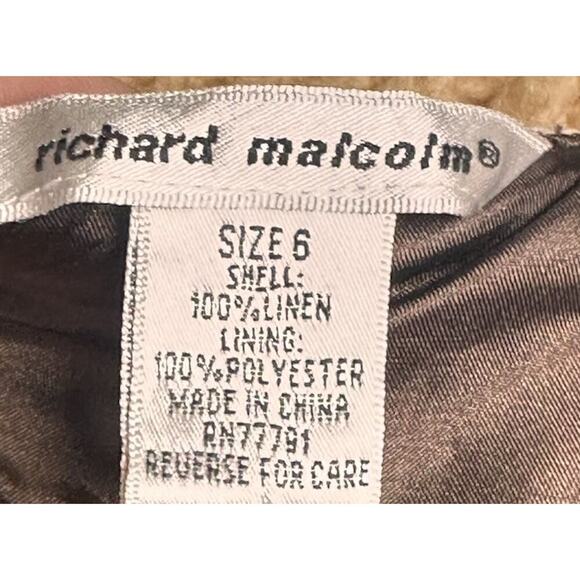 richard malcolm®
SIZE 6
SHELL:
100%LINEN
LINING:
100%POLYESTER
MADE IN CHINA
RN77791
REVERSE FOR CARE